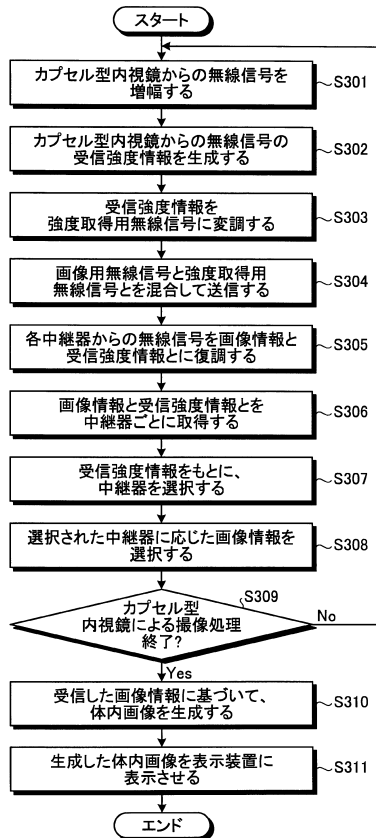 スタート
カプセル型内視鏡からの無線信号を
増幅する
S301
カプセル型内視鏡からの無線信号の
受信強度情報を生成する
S302
受信強度情報を
強度取得用無線信号に変調する
S303
画像用無線信号と強度取得用
無線信号とを混合して送信する
S304
各中継器からの無線信号を画像情報と
受信強度情報とに復調する
S305
画像情報と受信強度情報とを
中継器ごとに取得する
S306
受信強度情報をもとに、
中継器を選択する
S307
選択された中継器に応じた画像情報を
選択する
S308
S309
カプセル型
内視鏡による撮像処理
終了?
No
Yes
受信した画像情報に基づいて、
体内画像を生成する
S310
生成した体内画像を表示装置に
表示させる
S311
エンド